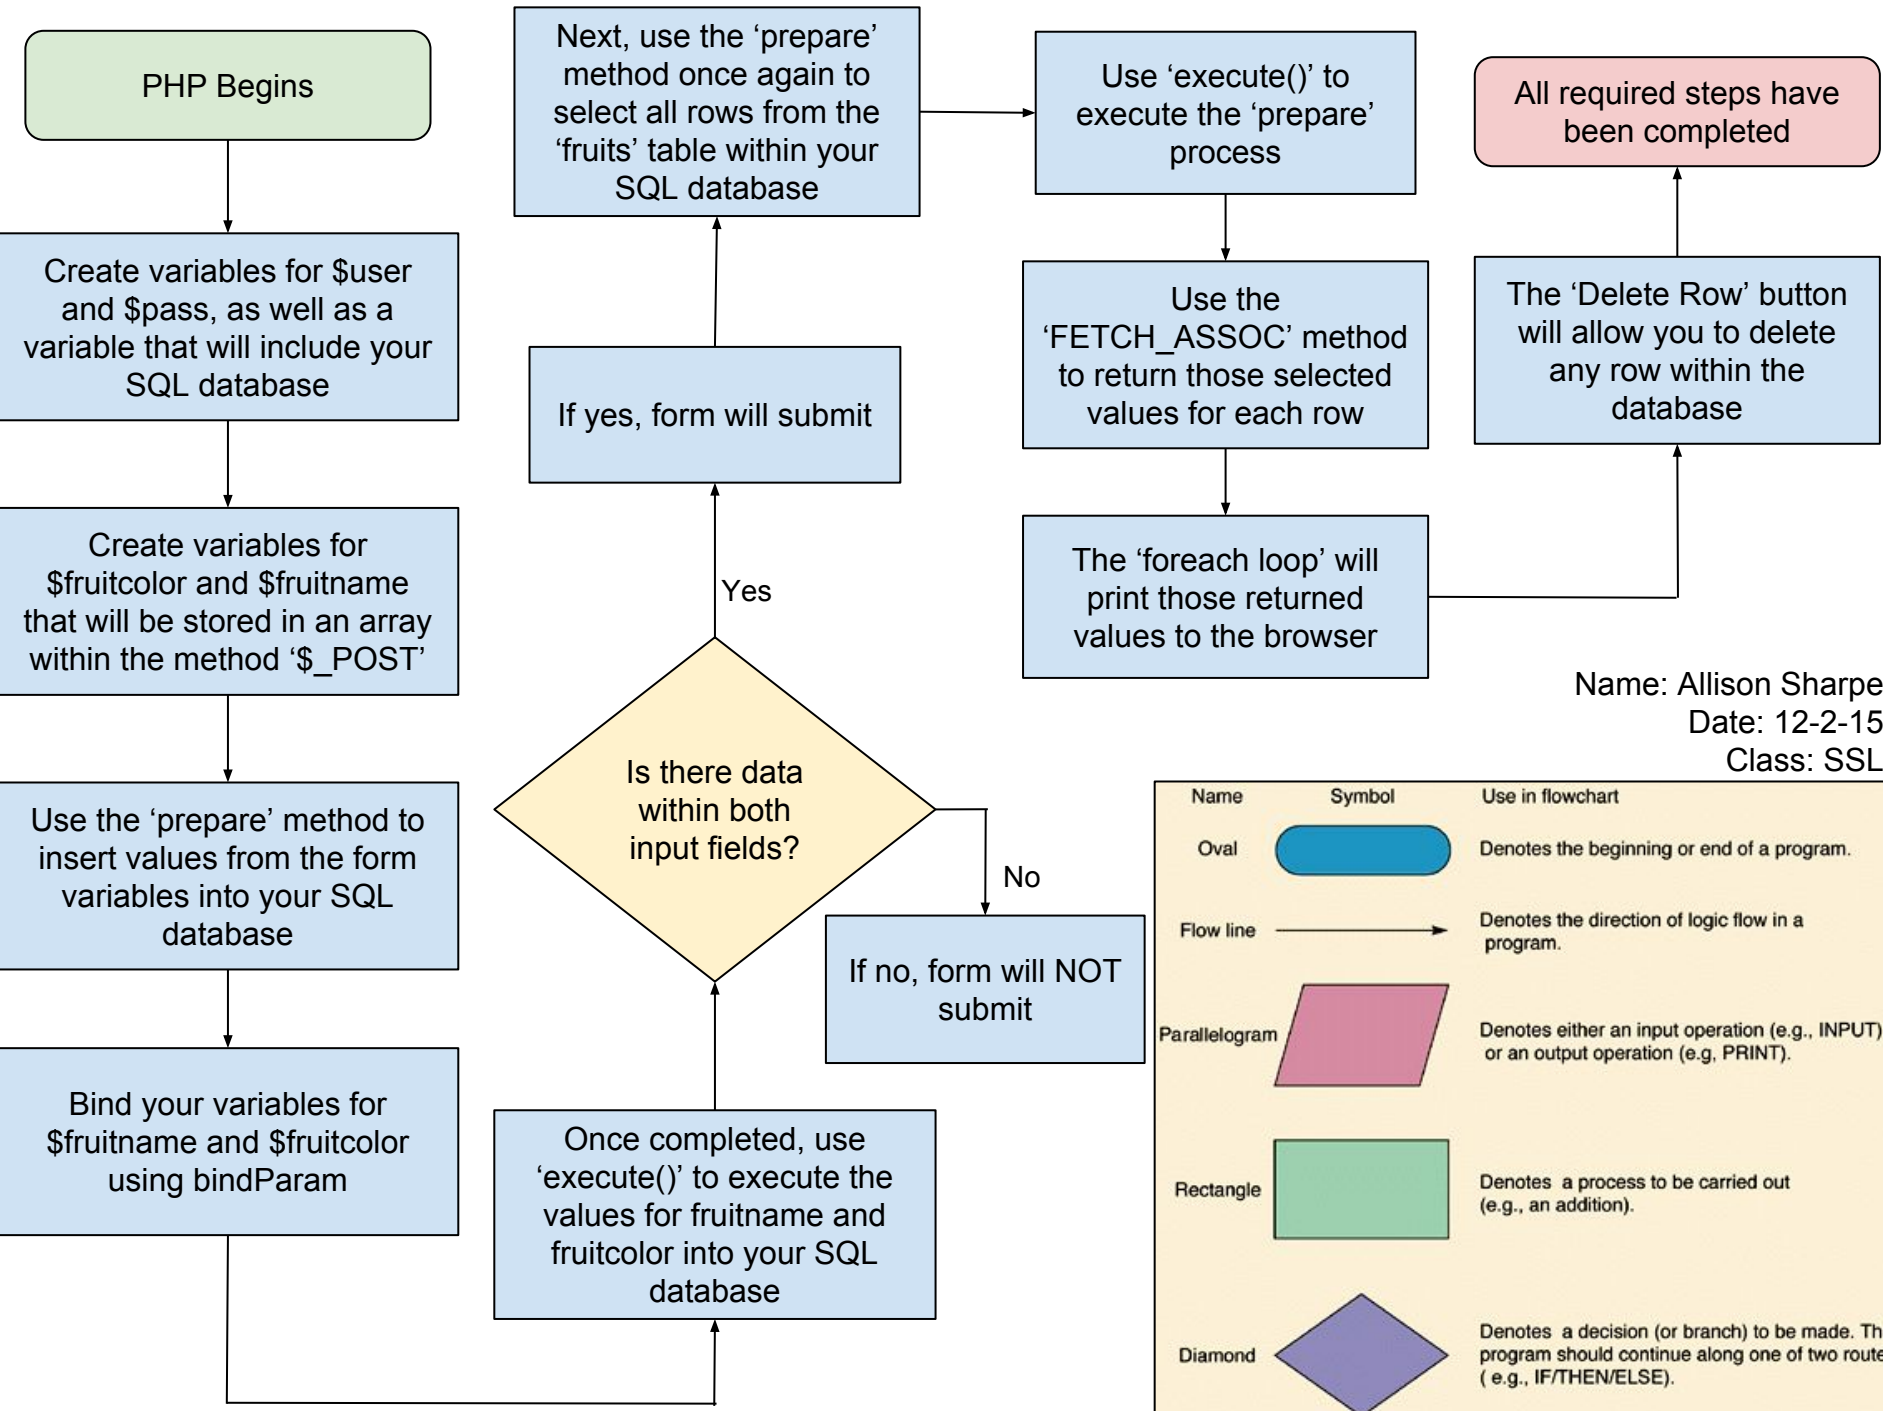 PHP Begins
Create variables for $user
and $pass, as well as a
variable that will include your
SQL database
Create variables for
$fruitcolor and $fruitname
that will be stored in an array
within the method ‘$_POST’
Use the ‘prepare’ method to
insert values from the form
variables into your SQL
database
Bind your variables for
$fruitname and $fruitcolor
using bindParam
Once completed, use
‘execute()’ to execute the
values for fruitname and
fruitcolor into your SQL
database
Is there data
within both
input fields?
No
If no, form will NOT
submit
Yes
If yes, form will submit
Next, use the ‘prepare’
method once again to
select all rows from the
‘fruits’ table within your
SQL database
Use ‘execute()’ to
execute the ‘prepare’
process
Use the
‘FETCH_ASSOC’ method
to return those selected
values for each row
The ‘foreach loop’ will
print those returned
values to the browser
The ‘Delete Row’ button
will allow you to delete
any row within the
database
All required steps have
been completed
Name: Allison Sharpe
Date: 12-2-15
Class: SSL
Name Symbol Use in flowchart
Oval Denotes the beginning or end of a program.
Flow line Denotes the direction of logic flow in a
program.
Parallelogram Denotes either an input operation (e.g., INPUT)
or an output operation (e.g, PRINT).
Rectangle Denotes a process to be carried out
(e.g., an addition).
Diamond Denotes a decision (or branch) to be made. Th
program should continue along one of two route
( e.g., IF/THEN/ELSE).